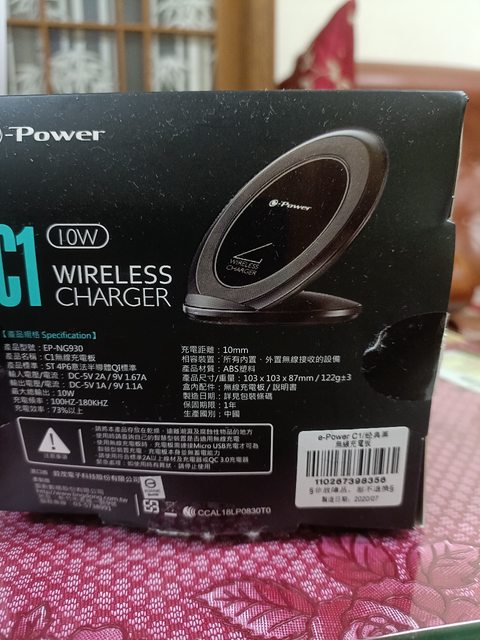 e-Power
C1 10W
WIRELESS
CHARGER
e-Power
WIRELESS
CHARGER
【產品規格 Specification】
產品型號：EP-NG930
產品名稱：C1無線充電板
產品標準：ST 4P6意法半導體QI標準
輸入電壓/電流： DC-5V 2A / 9V 1.67A
輸出電壓/電流： DC-5V 1A / 9V 1.1A
最大總輸出：10W
充電頻率：100HZ-180KHZ
充電效率：73%以上
充電距離：10mm
相容裝置：所有內置、外置無線接收的設備
產品材質：ABS塑料
產品尺寸/重量：103 x 103 x 87mm / 122g±3
盒內配件：無線充電板 / 說明書
製造日期：詳見包裝條碼
保固期限：1年
生產國別：中國
CCAL18LP0830T0
e-Power C1/經典黑
無線充電板
110267398356
製造日期: 2020/07